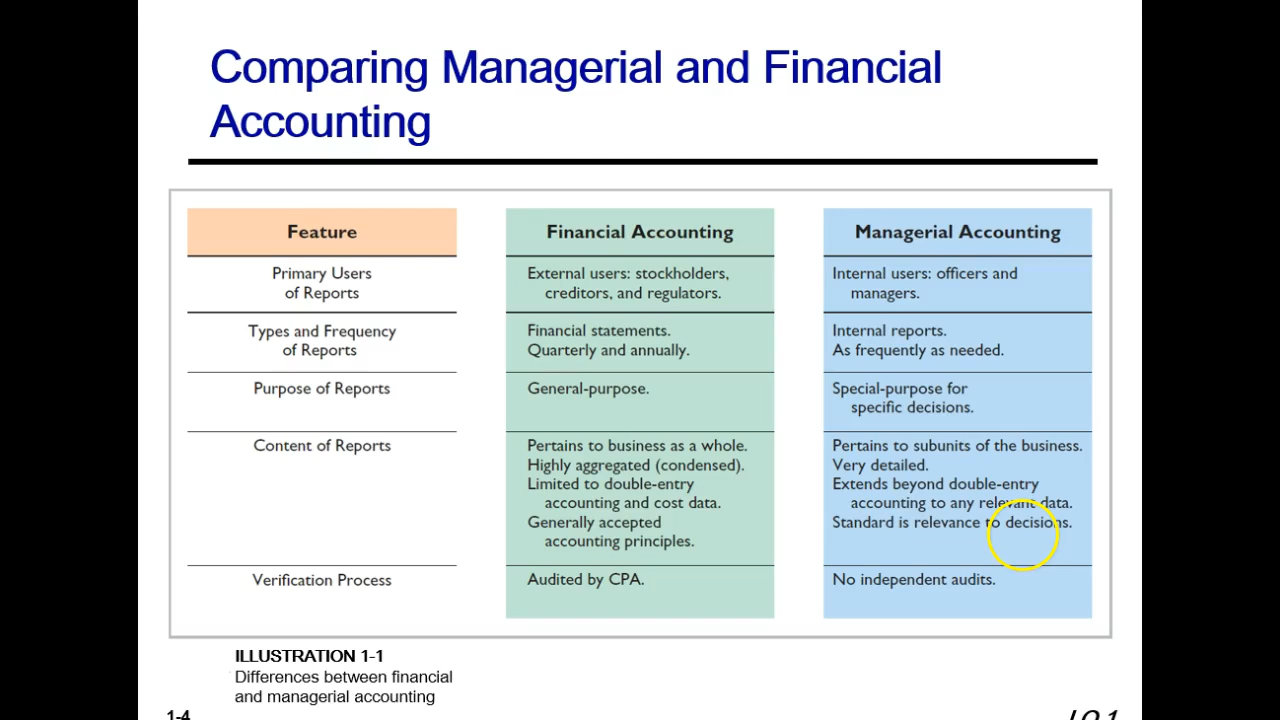 Comparing Managerial and Financial
Accounting
Feature
Financial Accounting
Managerial Accounting
Primary Users
of Reports
External users: stockholders,
creditors, and regulators.
Internal users: officers and
managers.
Types and Frequency
of Reports
Financial statements.
Quarterly and annually.
Internal reports.
As frequently as needed.
Purpose of Reports
General-purpose.
Special-purpose for
specific decisions.
Content of Reports
Pertains to business as a whole.
Highly aggregated (condensed).
Limited to double-entry
accounting and cost data.
Generally accepted
accounting principles.
Pertains to subunits of the business.
Very detailed.
Extends beyond double-entry
accounting to any relevant data.
Standard is relevance to decisions.
Verification Process
Audited by CPA.
No independent audits.
ILLUSTRATION 1-1
Differences between financial
and managerial accounting
1-4
LO 1